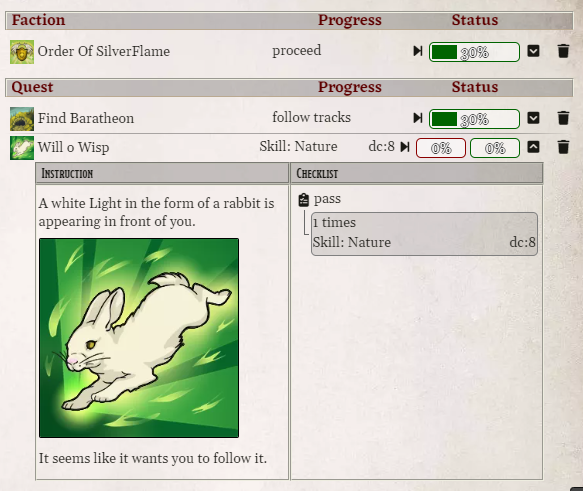 Faction Progress Status
Order Of SilverFlame proceed 30%
Quest Progress Status
Find Baratheon follow tracks 30%
Will o Wisp Skill: Nature dc:8 0% 0%
Instruction Checklist
A white Light in the form of a rabbit is
appearing in front of you.
It seems like it wants you to follow it.
pass
1 times
Skill: Nature dc:8